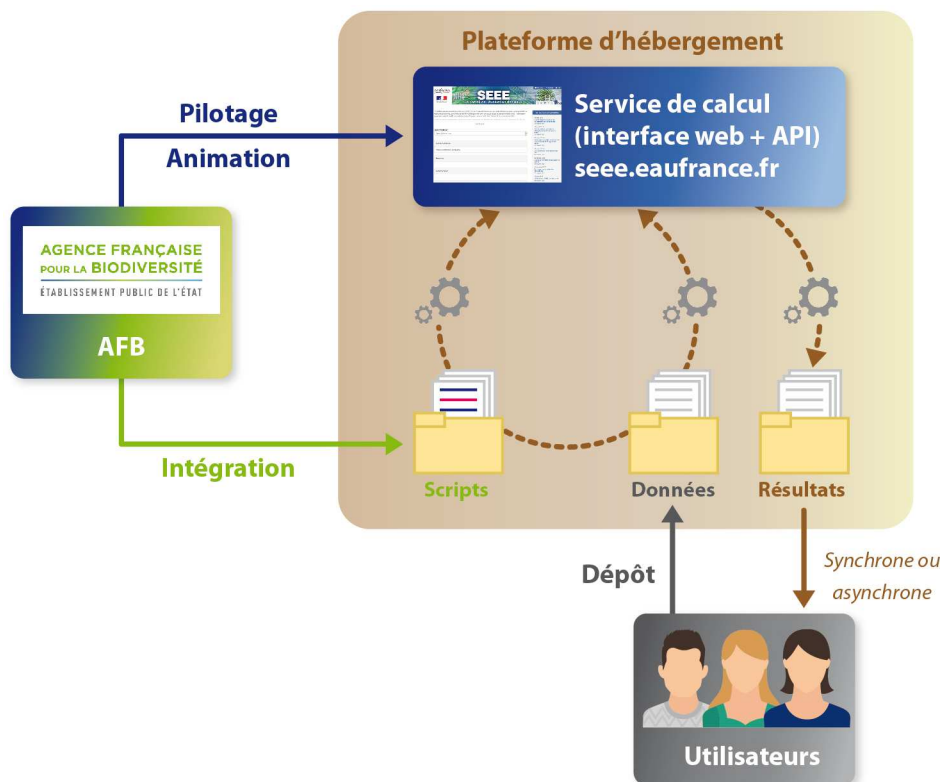 Plateforme d'hébergement
SEEE
Service de calcul
(interface web + API)
seee.eaufrance.fr
Pilotage
Animation
AGENCE FRANÇAISE
POUR LA BIODIVERSITÉ
ÉTABLISSEMENT PUBLIC DE L'ÉTAT
AFB
Intégration
Scripts
Données
Résultats
Dépôt
Synchrone ou
asynchrone
Utilisateurs